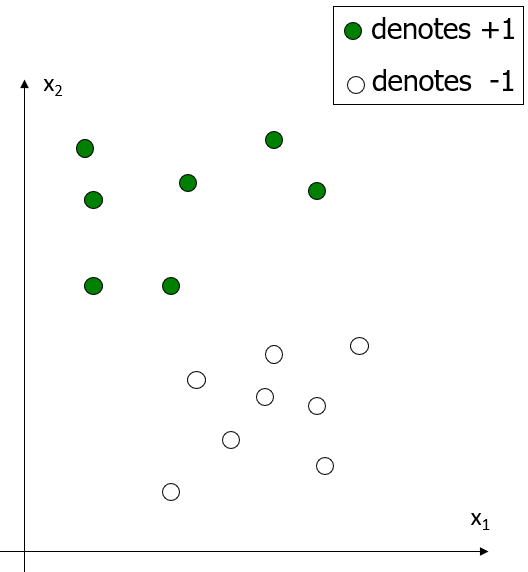 denotes +1
denotes -1
x₂
x₁